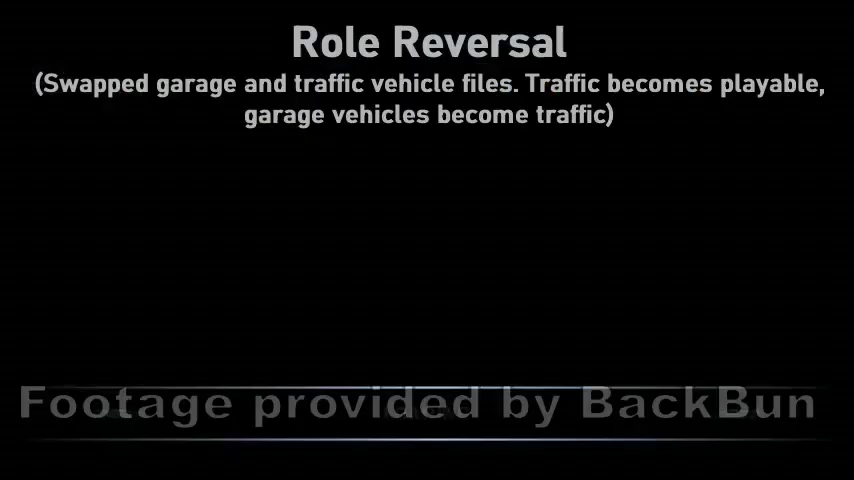 Role Reversal
(Swapped garage and traffic vehicle files. Traffic becomes playable,
garage vehicles become traffic)
Footage provided by BackBun